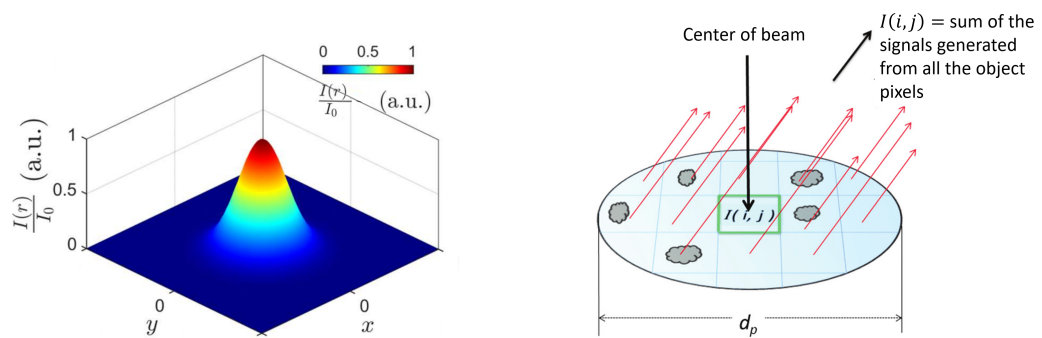 0 0.5 1
I(r)
I₀ (a.u.)
I(r)
I₀ (a.u.)
1
0.5
0
0
y
0
x
Center of beam
I(i,j) = sum of the
signals generated
from all the object
pixels
I(i, j)
dₚ